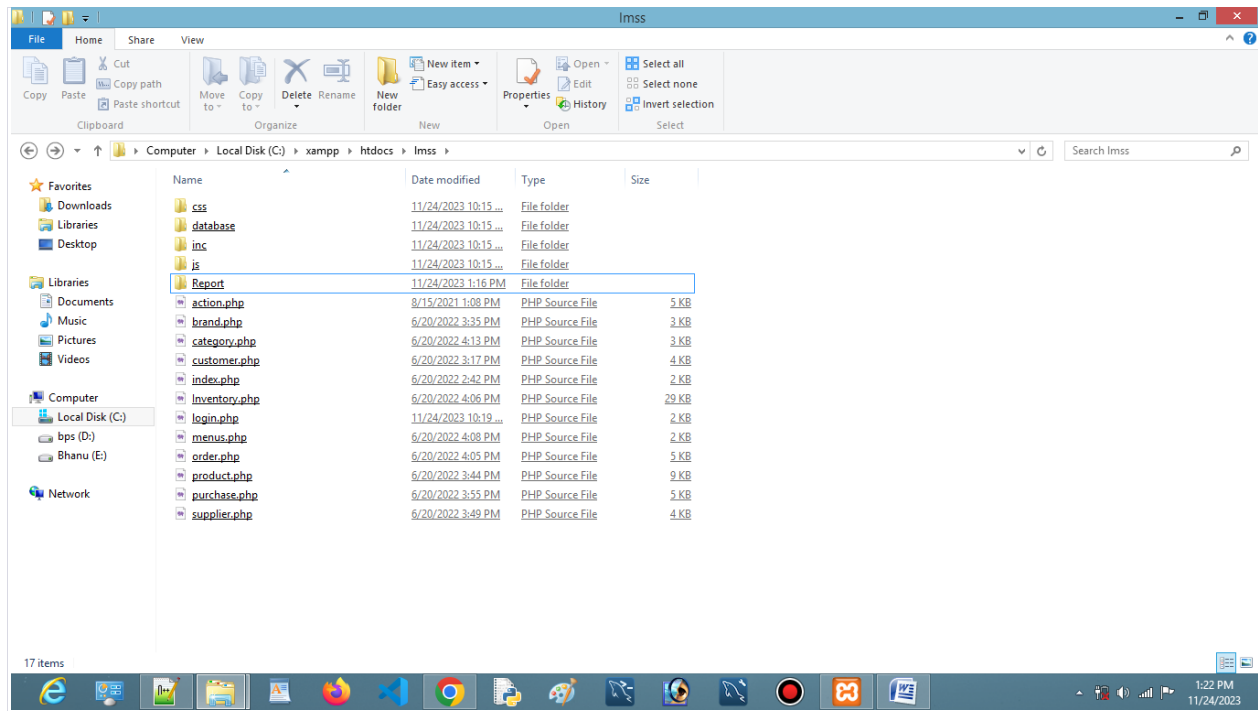 lmss
File Home Share View
Copy
Paste
Cut
Copy path
Paste shortcut
Clipboard
Move to
Copy to
Delete
Rename
Organize
New folder
New item
Easy access
New
Properties
Open
Edit
History
Open
Select all
Select none
Invert selection
Select
Computer Local Disk (C:) xampp htdocs lmss
Search lmss
Favorites
Downloads
Libraries
Desktop
Libraries
Documents
Music
Pictures
Videos
Computer
Local Disk (C:)
bps (D:)
Bhanu (E:)
Network
Name Date modified Type Size
css 11/24/2023 10:15 ... File folder
database 11/24/2023 10:15 ... File folder
inc 11/24/2023 10:15 ... File folder
js 11/24/2023 10:15 ... File folder
Report 11/24/2023 1:16 PM File folder
action.php 8/15/2021 1:08 PM PHP Source File 5 KB
brand.php 6/20/2022 3:35 PM PHP Source File 3 KB
category.php 6/20/2022 4:13 PM PHP Source File 3 KB
customer.php 6/20/2022 3:17 PM PHP Source File 4 KB
index.php 6/20/2022 2:42 PM PHP Source File 2 KB
Inventory.php 6/20/2022 4:06 PM PHP Source File 29 KB
login.php 11/24/2023 10:19 ... PHP Source File 2 KB
menus.php 6/20/2022 4:08 PM PHP Source File 2 KB
order.php 6/20/2022 4:05 PM PHP Source File 5 KB
product.php 6/20/2022 3:44 PM PHP Source File 9 KB
purchase.php 6/20/2022 3:55 PM PHP Source File 5 KB
supplier.php 6/20/2022 3:49 PM PHP Source File 4 KB
17 items
1:22 PM
11/24/2023